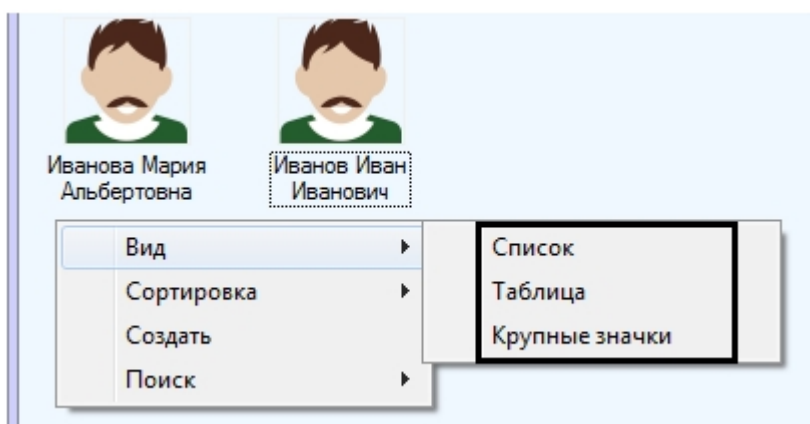 Иванова Мария
Альбертовна
Иванов Иван
Иванович
Вид
Сортировка
Создать
Поиск
Список
Таблица
Крупные значки